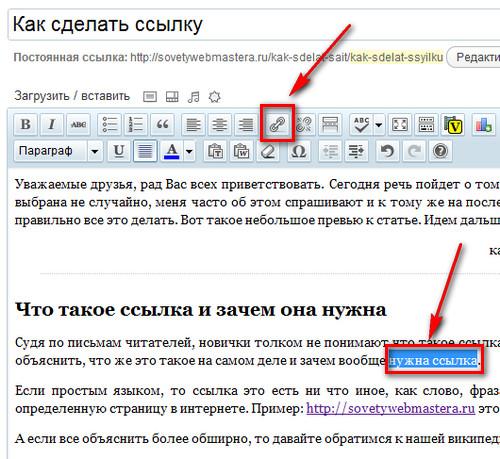 Как сделать ссылку
Постоянная ссылка: http://sovetywebmastera.ru/kak-sdelat-sait/kak-sdelat-ssyilku Редакти
Загрузить / вставить
B I ABC ABC
Параграф U A T W Ω ?
Уважаемые друзья, рад Вас всех приветствовать. Сегодня речь пойдет о том
выбрана не случайно, меня часто об этом спрашивают и к тому же на посл
правильно все это делать. Вот такое небольшое превью к статье. Идем дальш
ка
Что такое ссылка и зачем она нужна
Судя по письмам читателей, новички толком не понимают что такое ссылка
объяснить, что же это такое на самом деле и зачем вообще нужна ссылка.
Если простым языком, то ссылка это есть ни что иное, как слово, фраз
определенную страницу в интернете. Пример: http://sovetywebmastera.ru это
А если все объяснить более обширно, то давайте обратимся к нашей википед